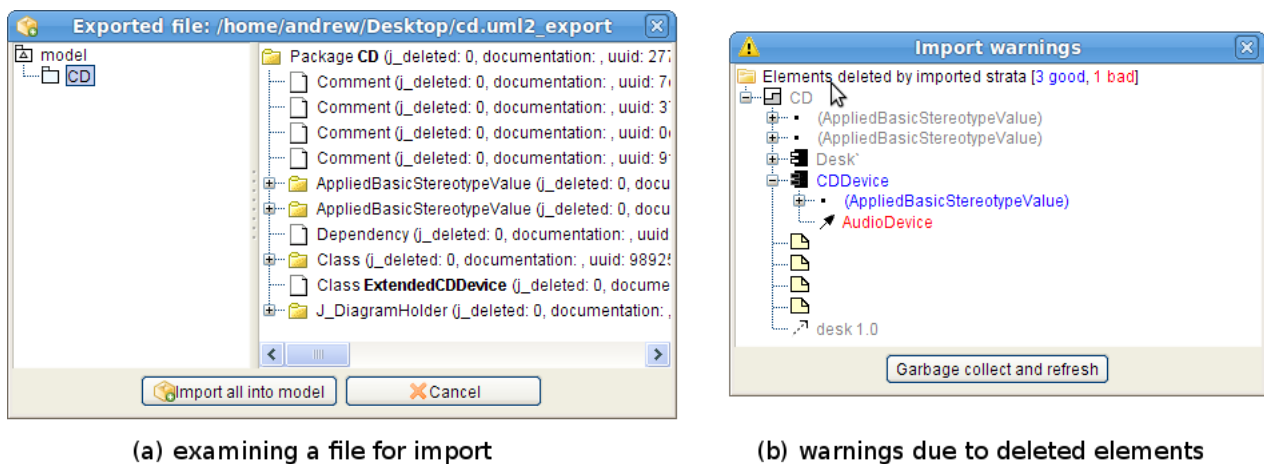 Exported file: /home/andrew/Desktop/cd.uml2_export
model
CD
Package CD (j_deleted: 0, documentation: , uuid: 277
Comment (j_deleted: 0, documentation: , uuid: 7
Comment (j_deleted: 0, documentation: , uuid: 3
Comment (j_deleted: 0, documentation: , uuid: 0
Comment (j_deleted: 0, documentation: , uuid: 9
AppliedBasicStereotypeValue (j_deleted: 0, docu
AppliedBasicStereotypeValue (j_deleted: 0, docu
Dependency (j_deleted: 0, documentation: , uuid
Class (j_deleted: 0, documentation: , uuid: 9892
Class ExtendedCDDevice (j_deleted: 0, docume
J_DiagramHolder (j_deleted: 0, documentation: ,
Import all into model
Cancel
(a) examining a file for import
Import warnings
Elements deleted by imported strata [3 good, 1 bad]
CD
(AppliedBasicStereotypeValue)
(AppliedBasicStereotypeValue)
Desk`
CDDevice
(AppliedBasicStereotypeValue)
AudioDevice
desk 1.0
Garbage collect and refresh
(b) warnings due to deleted elements